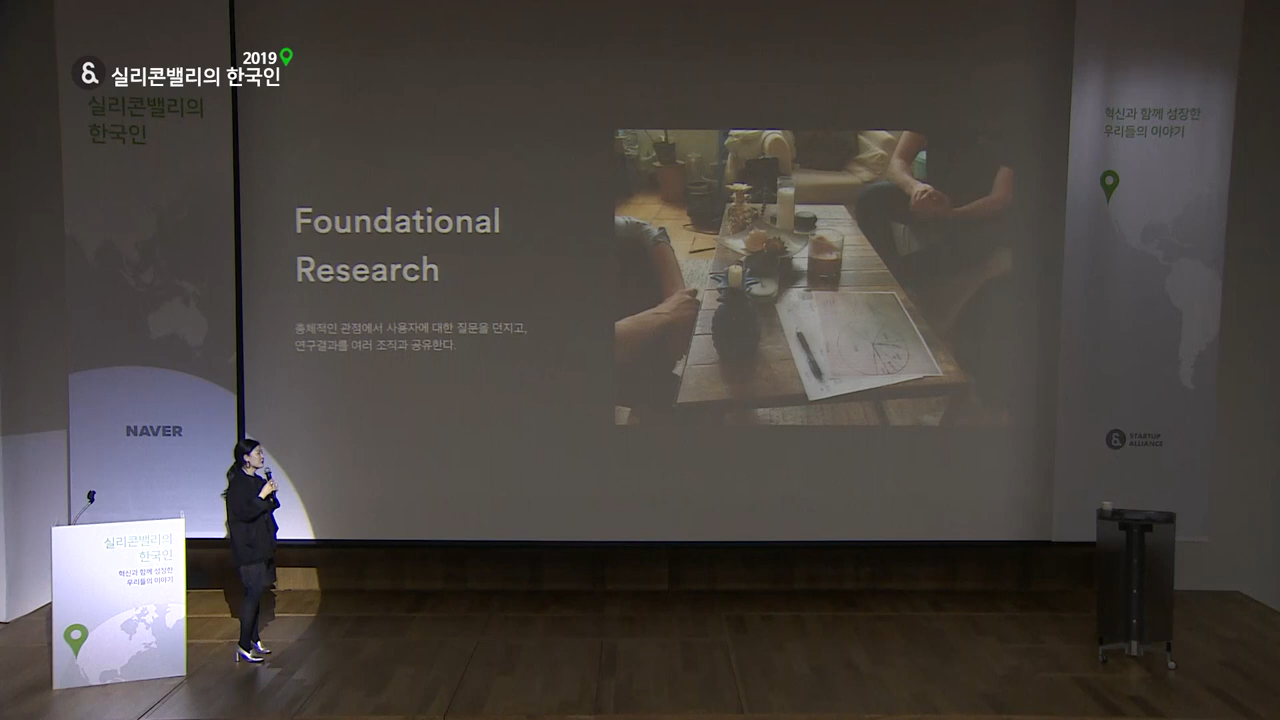 2019
&
실리콘밸리의 한국인
실리콘밸리의
한국인
NAVER
Foundational
Research
총체적인 관점에서 사용자에 대한 질문을 던지고,
연구결과를 여러 조직과 공유한다.
혁신과 함께 성장한
우리들의 이야기
&
STARTUP
ALLIANCE
실리콘밸리의
한국인
혁신과 함께 성장한
우리들의 이야기